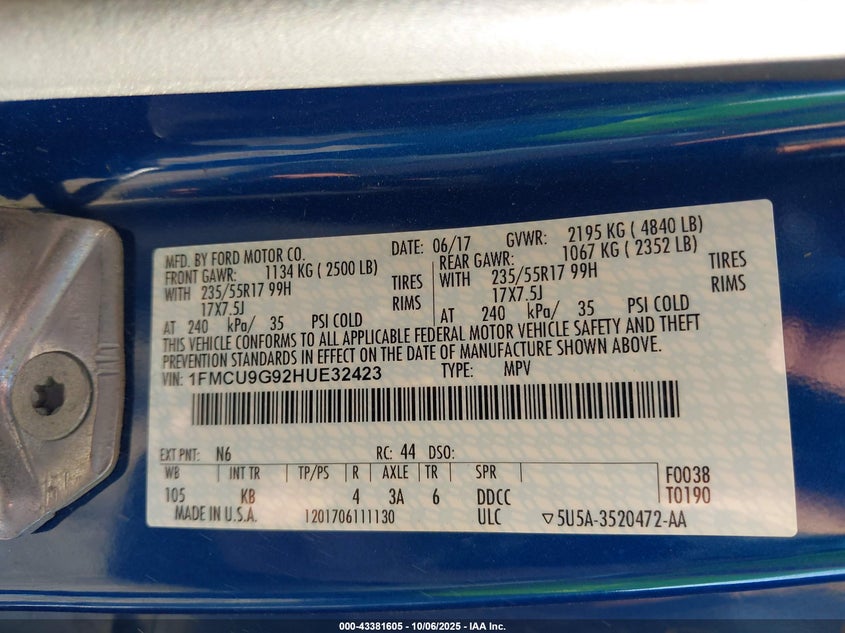 MFD. BY FORD MOTOR CO. DATE: 06/17 GVWR: 2195 KG ( 4840 LB)
FRONT GAWR: 1134 KG ( 2500 LB) REAR GAWR: 1067 KG ( 2352 LB)
WITH 235/55R17 99H TIRES WITH 235/55R17 99H TIRES
17X7.5J RIMS 17X7.5J RIMS
AT 240 kPa/ 35 PSI COLD AT 240 kPa/ 35 PSI COLD
THIS VEHICLE CONFORMS TO ALL APPLICABLE FEDERAL MOTOR VEHICLE SAFETY AND THEFT
PREVENTION STANDARDS IN EFFECT ON THE DATE OF MANUFACTURE SHOWN ABOVE.
VIN: 1FMCU9G92HUE32423 TYPE: MPV
EXT PNT: N6 RC: 44 DSO:
WB INT TR TP/PS R AXLE TR SPR F0038
105 KB 4 3A 6 DDCC T0190
MADE IN U.S.A. 1201706111130 ULC ▽5U5A-3520472-AA
000-43381605 - 10/06/2025 - IAA Inc.